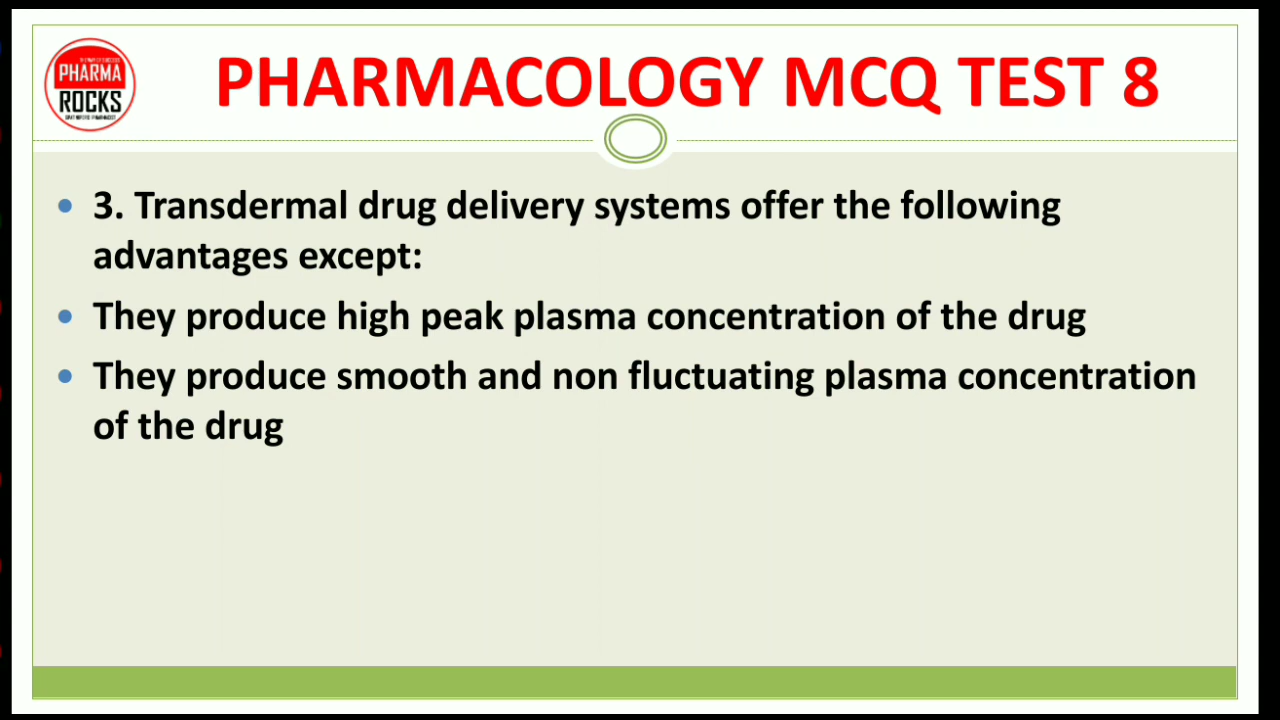 PHARMA
ROCKS
PHARMACOLOGY MCQ TEST 8
3. Transdermal drug delivery systems offer the following
advantages except:
They produce high peak plasma concentration of the drug
They produce smooth and non fluctuating plasma concentration
of the drug